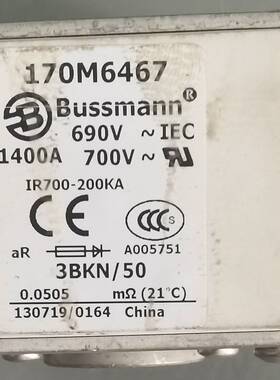 170M6467
Bussmann®
690V ~ IEC
1400A 700V ~
IR700-200KA
CE CCC S
aR A005751
3BKN/50
0.0505 mΩ (21°C)
130719/0164 China